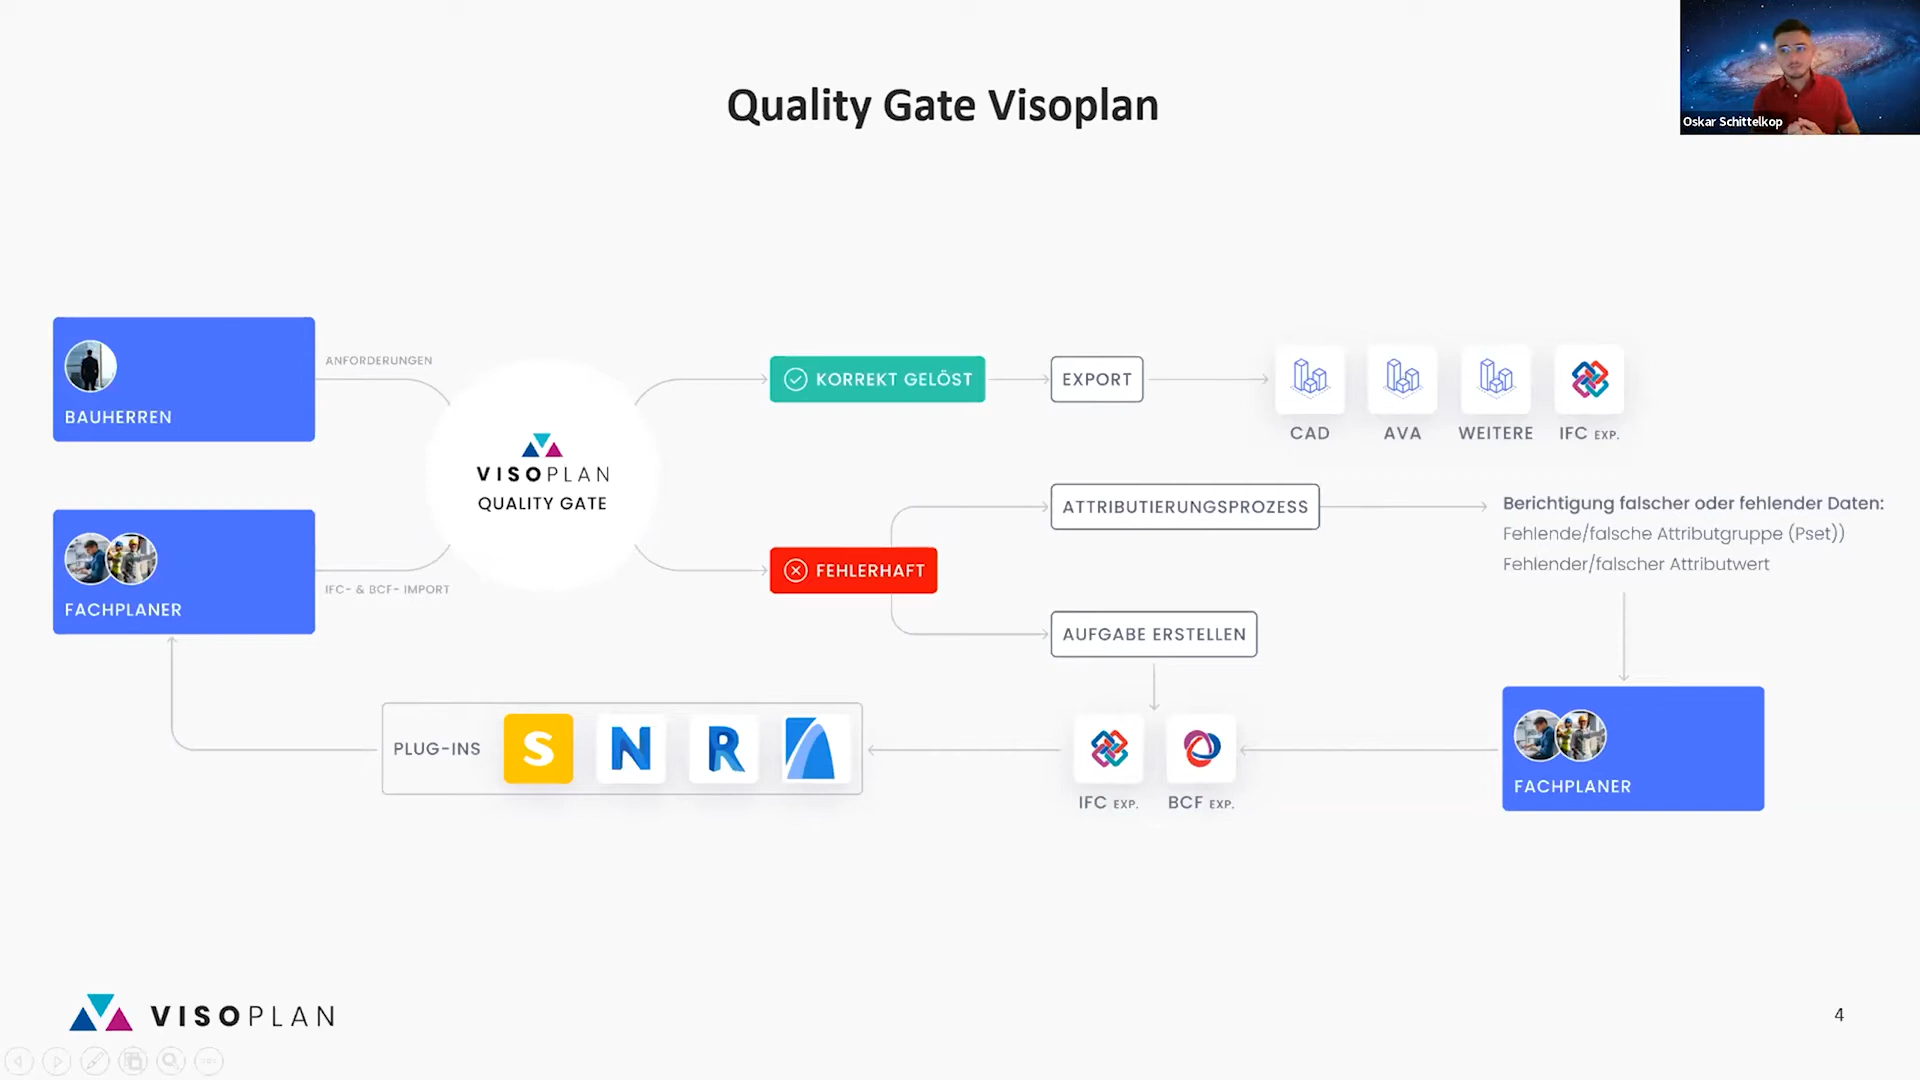 Quality Gate Visoplan
Oskar Schittelkop
BAUHERREN
ANFORDERUNGEN
FACHPLANER
IFC- & BCF- IMPORT
VISOPLAN
QUALITY GATE
KORREKT GELÖST
EXPORT
CAD
AVA
WEITERE
IFC EXP.
FEHLERHAFT
ATTRIBUTIERUNGSPROZESS
Berichtigung falscher oder fehlender Daten:
Fehlende/falsche Attributgruppe (Pset))
Fehlender/falscher Attributwert
AUFGABE ERSTELLEN
PLUG-INS
S
N
R
IFC EXP.
BCF EXP.
FACHPLANER
VISOPLAN
4